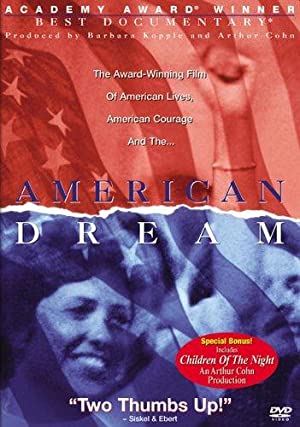 ACADEMY AWARD® WINNER
BEST DOCUMENTARY*
Produced by Barbara Kopple and Arthur Cohn
The Award-Winning Film
Of American Lives,
American Courage
And The...
AMERICAN
DREAM
Special Bonus!
Includes
Children Of The Night
An Arthur Cohn
Production
"Two Thumbs Up!"
– Siskel & Ebert
DVD
VIDEO